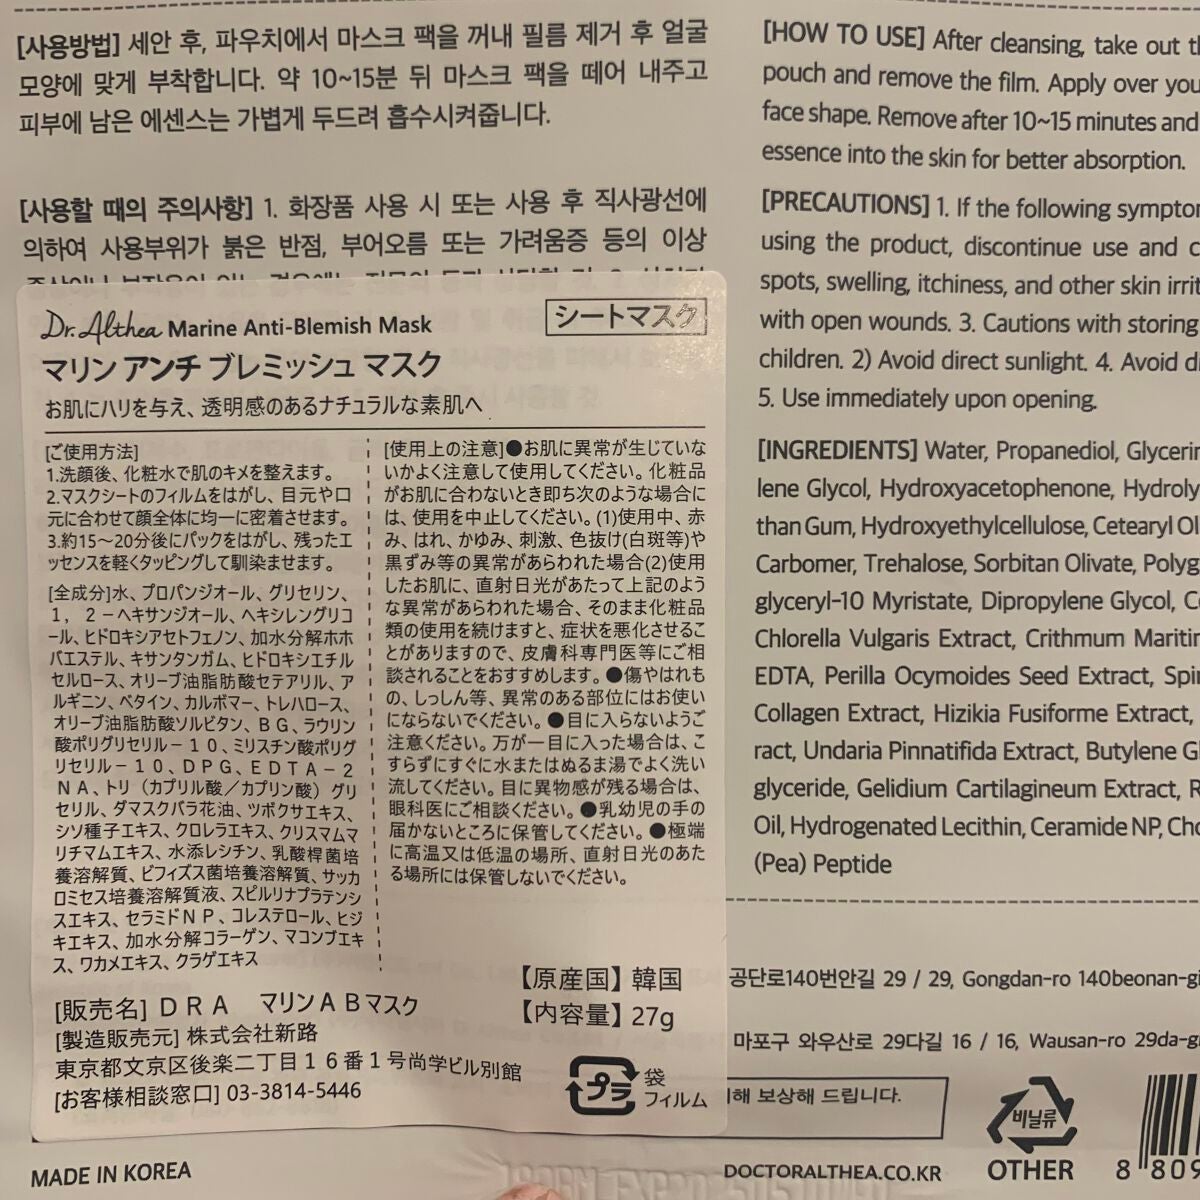 [사용방법] 세안 후, 파우치에서 마스크 팩을 꺼내 필름 제거 후 얼굴
모양에 맞게 부착합니다. 약 10~15분 뒤 마스크 팩을 떼어 내주고
피부에 남은 에센스는 가볍게 두드려 흡수시켜줍니다.
[사용할 때의 주의사항] 1. 화장품 사용 시 또는 사용 후 직사광선에
의하여 사용부위가 붉은 반점, 부어오름 또는 가려움증 등의 이상
Dr.Althea Marine Anti-Blemish Mask
シートマスク
マリン アンチ ブレミッシュ マスク
お肌にハリを与え、透明感のあるナチュラルな素肌へ
[ご使用方法]
1.洗顔後、化粧水で肌のキメを整えます。
2.マスクシートのフィルムをはがし、目元や口
元に合わせて顔全体に均一に密着させます。
3.約15～20分後にパックをはがし、残ったエ
ッセンスを軽くタッピングして馴染ませます。
[全成分]水、プロパンジオール、グリセリン、
１，２－ヘキサンジオール、ヘキシレングリコ
ール、ヒドロキシアセトフェノン、加水分解ホホ
バエステル、キサンタンガム、ヒドロキシエチル
セルロース、オリーブ油脂肪酸セテアリル、ア
ルギニン、ベタイン、カルボマー、トレハロース、
オリーブ油脂肪酸ソルビタン、ＢＧ、ラウリン
酸ポリグリセリル－１０、ミリスチン酸ポリグ
リセリル－１０、ＤＰＧ、ＥＤＴＡ－２
ＮＡ、トリ（カプリル酸／カプリン酸）グリ
セリル、ダマスクバラ花油、ツボクサエキス、
シソ種子エキス、クロレラエキス、クリスマムマ
リチマムエキス、水添レシチン、乳酸桿菌培
養溶解質、ビフィズス菌培養溶解質、サッカ
ロミセス培養溶解質液、スピルリナプラテンシ
スエキス、セラミドＮＰ、コレステロール、ヒジ
キエキス、加水分解コラーゲン、マコンブエキ
ス、ワカメエキス、クラゲエキス
[使用上の注意]●お肌に異常が生じていな
いかよく注意して使用してください。化粧品
がお肌に合わないとき即ち次のような場合に
は、使用を中止してください。(1)使用中、赤
み、はれ、かゆみ、刺激、色抜け(白斑等)や
黒ずみ等の異常があらわれた場合(2)使用
したお肌に、直射日光があたって上記のよう
な異常があらわれた場合、そのまま化粧品
類の使用を続けますと、症状を悪化させるこ
とがありますので、皮膚科専門医等にご相
談されることをおすすめします。●傷やはれも
の、しっしん等、異常のある部位にはお使い
にならないでください。●目に入らないようご
注意ください。万が一目に入った場合は、こ
すらずにすぐに水またはぬるま湯でよく洗い
流してください。目に異物感が残る場合は、
眼科医にご相談ください。●乳幼児の手の
届かないところに保管してください。●極端
に高温又は低温の場所、直射日光のあた
る場所には保管しないでください。
【原産国】韓国
【内容量】27g
[販売名]ＤＲＡ　マリンＡＢマスク
[製造販売元] 株式会社新路
東京都文京区後楽二丁目１６番１号尚学ビル別館
[お客様相談窓口] 03-3814-5446
プラ
袋
フィルム
[HOW TO USE] After cleansing, take out
pouch and remove the film. Apply over
face shape. Remove after 10~15 minutes and
essence into the skin for better absorption.
[PRECAUTIONS] 1. If the following
using the product, discontinue use and
spots, swelling, itchiness, and other skin
with open wounds. 3. Cautions with storing
children. 2) Avoid direct sunlight. 4. Avoid
5. Use immediately upon opening.
[INGREDIENTS] Water, Propanediol,
lene Glycol, Hydroxyacetophenone,
than Gum, Hydroxyethylcellulose, Cetearyl
Carbomer, Trehalose, Sorbitan Olivate,
glyceryl-10 Myristate, Dipropylene Glycol,
Chlorella Vulgaris Extract, Crithmum
EDTA, Perilla Ocymoides Seed Extract,
Collagen Extract, Hizikia Fusiforme Extract,
ract, Undaria Pinnatifida Extract, Butylene
glyceride, Gelidium Cartilagineum Extract,
Oil, Hydrogenated Lecithin, Ceramide NP,
(Pea) Peptide
공단로140번안길 29 / 29, Gongdan-ro
마포구 와우산로 29다길 16 / 16, Wausan-ro
보상해 드립니다.
비닐류
OTHER
8 809
MADE IN KOREA
DOCTORALTHEA.CO.KR